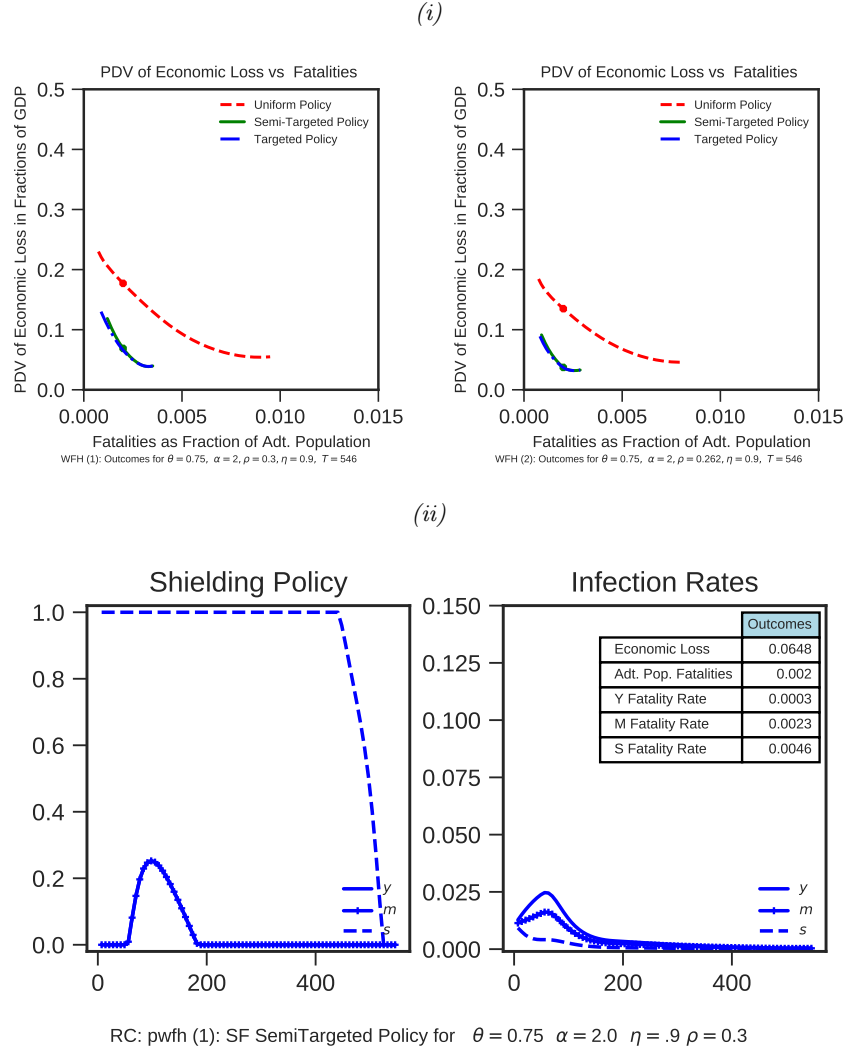 (i)
PDV of Economic Loss vs Fatalities
PDV of Economic Loss in Fractions of GDP
0.5
0.4
0.3
0.2
0.1
0.0
Uniform Policy
Semi-Targeted Policy
Targeted Policy
0.000 0.005 0.010 0.015
Fatalities as Fraction of Adt. Population
WFH (1): Outcomes for θ = 0.75, α = 2, ρ = 0.3, η = 0.9, T = 546
PDV of Economic Loss vs Fatalities
PDV of Economic Loss in Fractions of GDP
0.5
0.4
0.3
0.2
0.1
0.0
Uniform Policy
Semi-Targeted Policy
Targeted Policy
0.000 0.005 0.010 0.015
Fatalities as Fraction of Adt. Population
WFH (2): Outcomes for θ = 0.75, α = 2, ρ = 0.262, η = 0.9, T = 546
(ii)
Shielding Policy
1.0
0.8
0.6
0.4
0.2
0.0
y
m
s
0 200 400
Infection Rates
0.150
0.125
0.100
0.075
0.050
0.025
0.000
Outcomes
Economic Loss 0.0648
Adt. Pop. Fatalities 0.002
Y Fatality Rate 0.0003
M Fatality Rate 0.0023
S Fatality Rate 0.0046
y
m
s
0 200 400
RC: pwfh (1): SF SemiTargeted Policy for θ = 0.75 α = 2.0 η = .9 ρ = 0.3